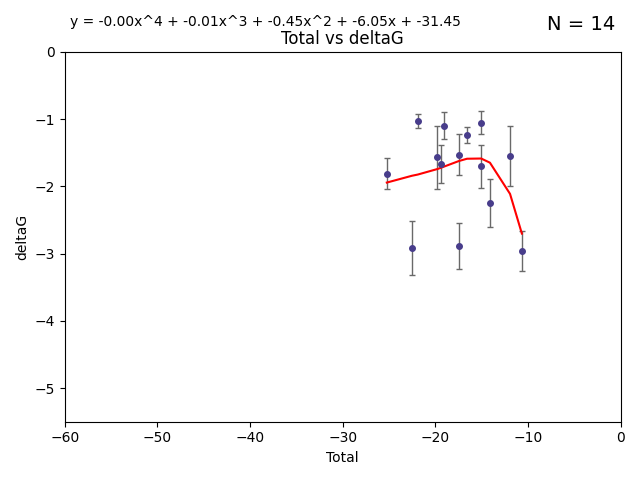 y = -0.00x^4 + -0.01x^3 + -0.45x^2 + -6.05x + -31.45
N = 14
Total vs deltaG
0
−1
−2
−3
−4
−5
deltaG
−60 −50 −40 −30 −20 −10 0
Total